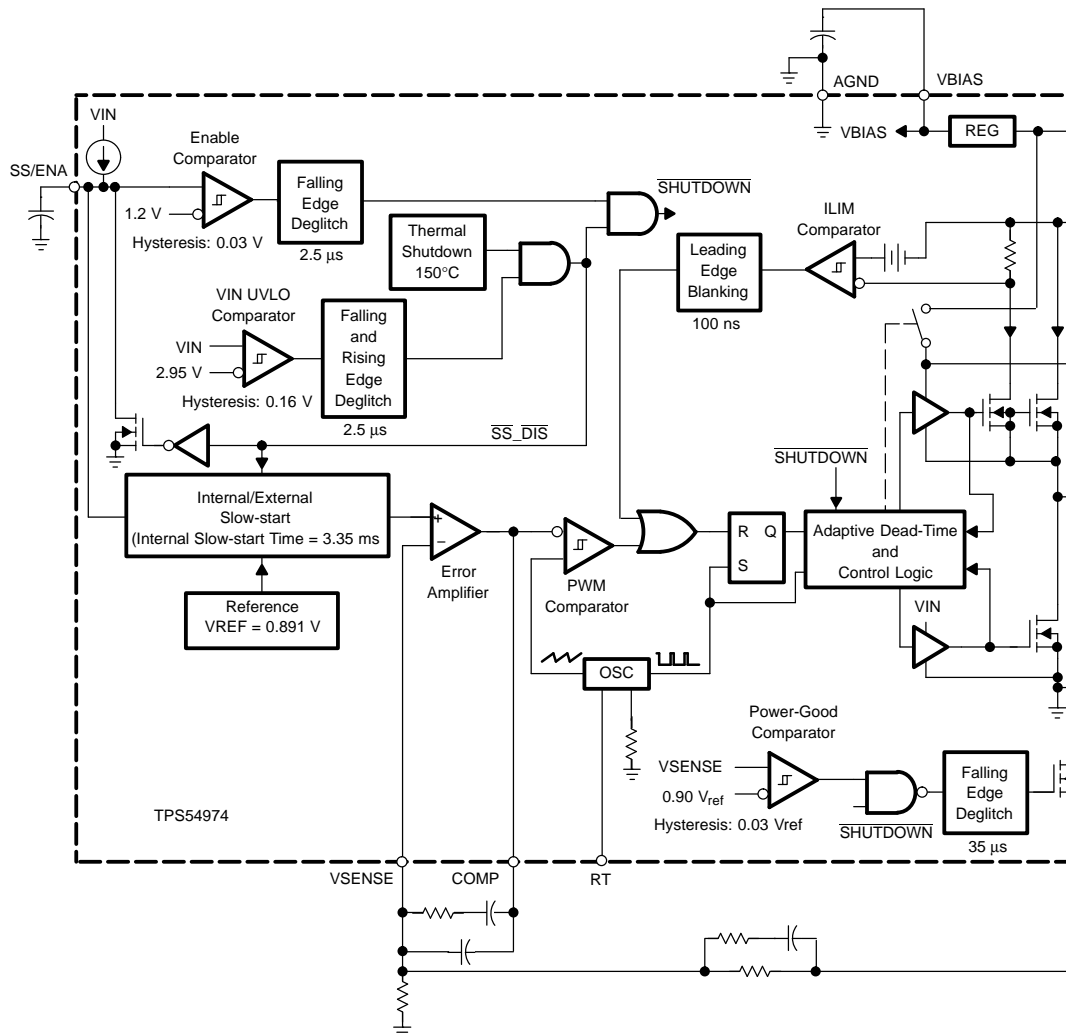 AGND
VBIAS
VIN
Enable
Comparator
SS/ENA
1.2 V
Hysteresis: 0.03 V
Falling
Edge
Deglitch
2.5 µs
SHUTDOWN
VBIAS
REG
Thermal
Shutdown
150°C
ILIM
Comparator
Leading
Edge
Blanking
100 ns
VIN UVLO
Comparator
VIN
2.95 V
Hysteresis: 0.16 V
Falling
and
Rising
Edge
Deglitch
2.5 µs
SS_DIS
SHUTDOWN
Internal/External
Slow-start
(Internal Slow-start Time = 3.35 ms
+
−
Error
Amplifier
PWM
Comparator
R Q
S
Adaptive Dead-Time
and
Control Logic
Reference
VREF = 0.891 V
VIN
OSC
Power-Good
Comparator
VSENSE
0.90 Vref
Hysteresis: 0.03 Vref
SHUTDOWN
Falling
Edge
Deglitch
35 µs
TPS54974
VSENSE
COMP
RT